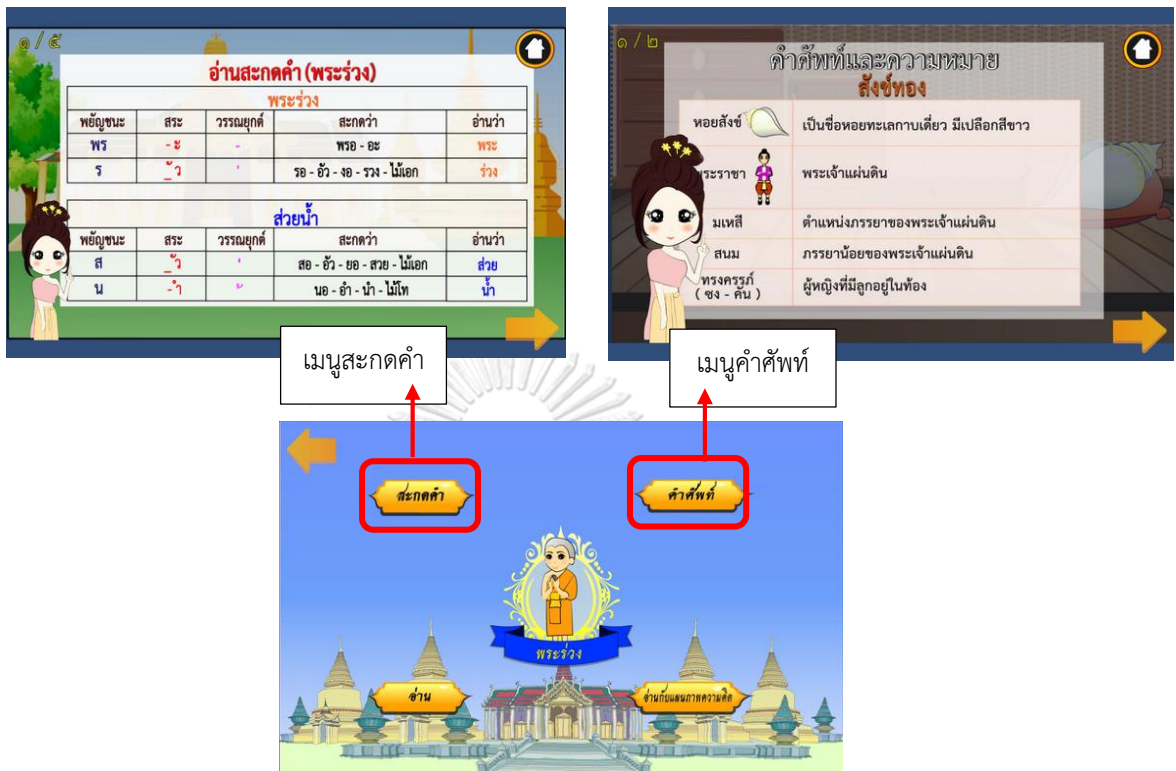 ๑ / ๕
อ่านสะกดคำ (พระร่วง)
พระร่วง
พยัญชนะ สระ วรรณยุกต์ สะกดว่า อ่านว่า
พร - ะ - พรอ - อะ พระ
ร _ ัว ่ รอ - อัว - งอ - รวง - ไม้เอก ร่วง
ส่วยน้ำ
พยัญชนะ สระ วรรณยุกต์ สะกดว่า อ่านว่า
ส _ ัว ่ สอ - อัว - ยอ - สวย - ไม้เอก ส่วย
น - ำ ้ นอ - อำ - นำ - ไม้โท น้ำ
๑ / ๒
คำศัพท์และความหมาย
สังข์ทอง
หอยสังข์ เป็นชื่อหอยทะเลกาบเดี่ยว มีเปลือกสีขาว
พระราชา พระเจ้าแผ่นดิน
มเหสี ตำแหน่งภรรยาของพระเจ้าแผ่นดิน
สนม ภรรยาน้อยของพระเจ้าแผ่นดิน
ทรงครรภ์ ผู้หญิงที่มีลูกอยู่ในท้อง
( ซง - คัน )
เมนูสะกดคำ
เมนูคำศัพท์
สะกดคำ
คำศัพท์
พระร่วง
อ่าน
อ่านกับแผนภาพความคิด